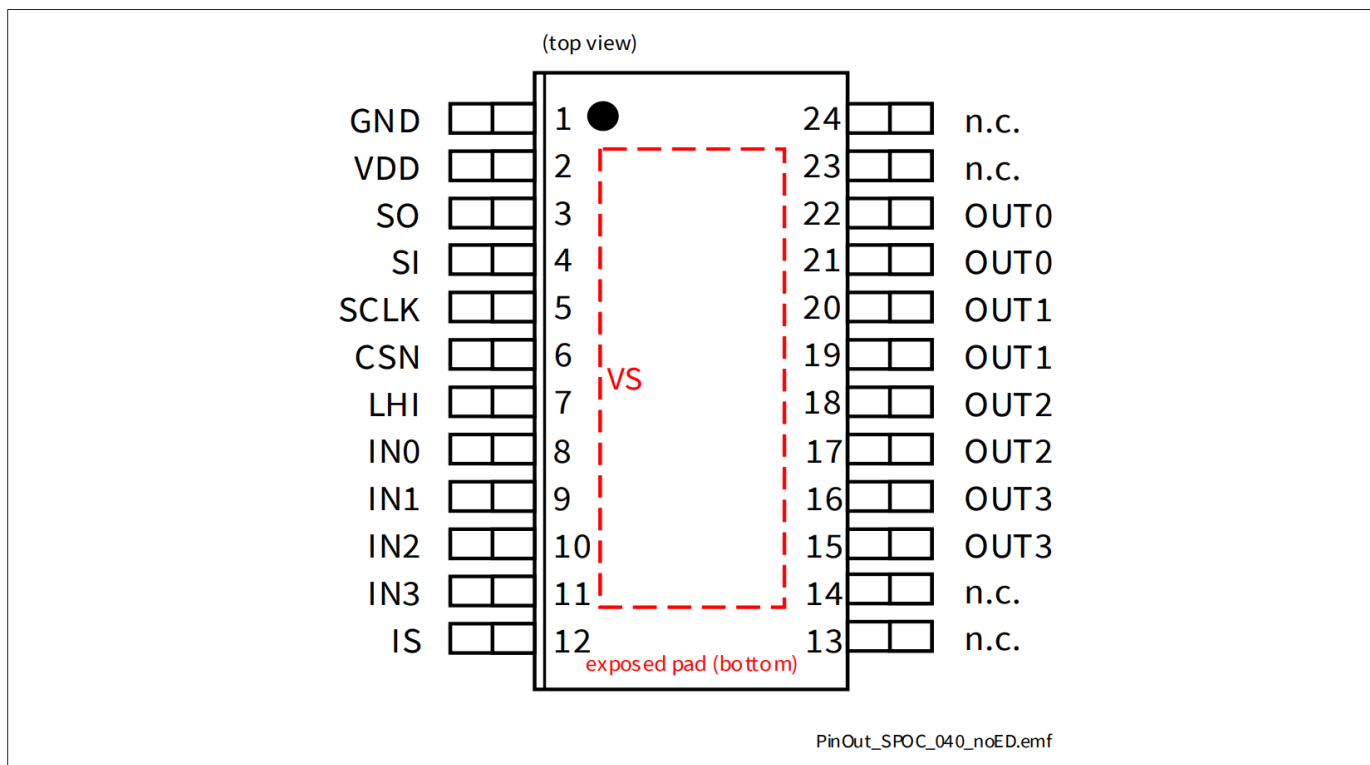 (top view)
GND 1 24 n.c.
VDD 2 23 n.c.
SO 3 22 OUT0
SI 4 21 OUT0
SCLK 5 20 OUT1
CSN 6 19 OUT1
VS
LHI 7 18 OUT2
IN0 8 17 OUT2
IN1 9 16 OUT3
IN2 10 15 OUT3
IN3 11 14 n.c.
IS 12 13 n.c.
exposed pad (bottom)
PinOut_SPOC_040_noED.emf